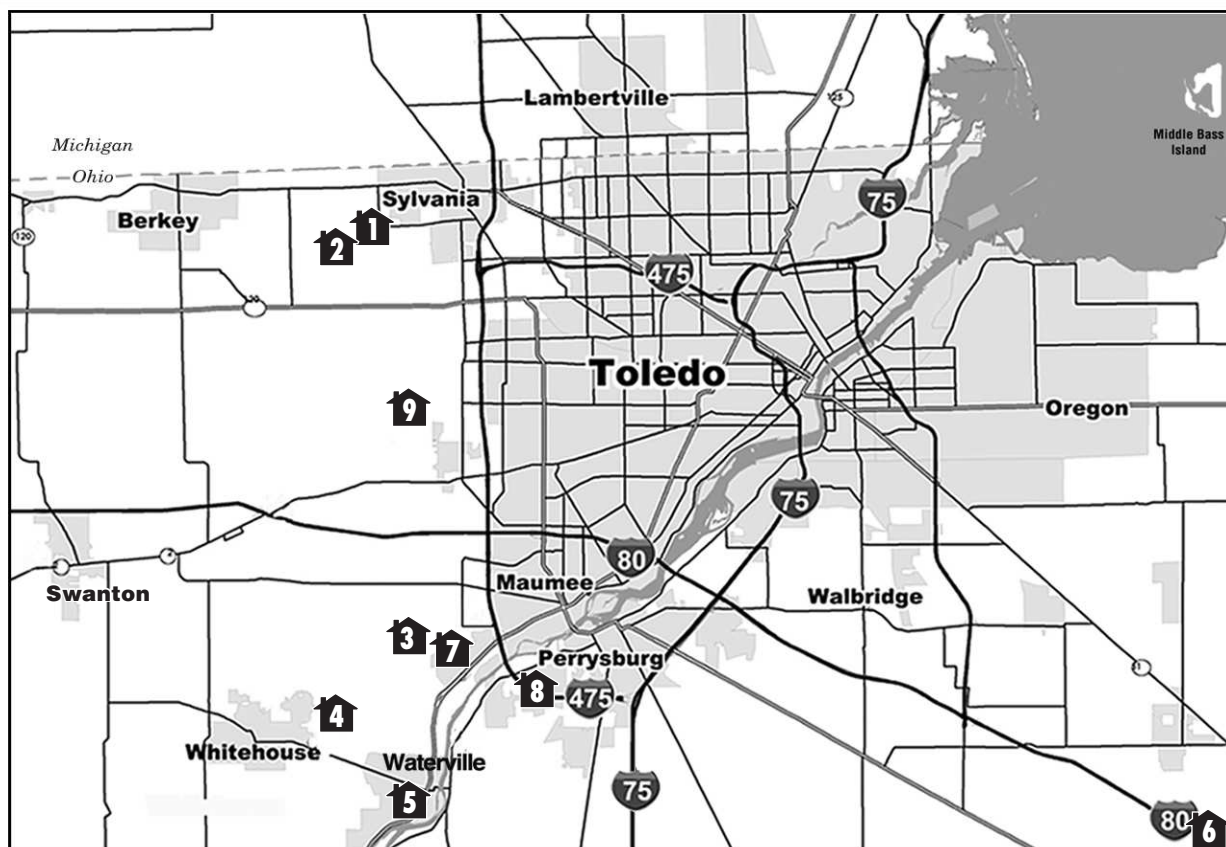 Lambertville
125
Middle Bass
Island
Michigan
Ohio
Sylvania
75
Berkey
1
120
2
475
Toledo
9
Oregon
75
80
Maumee
Swanton
Walbridge
3
7
Perrysburg
8
475
4
Whitehouse
Waterville
75
5
80
6